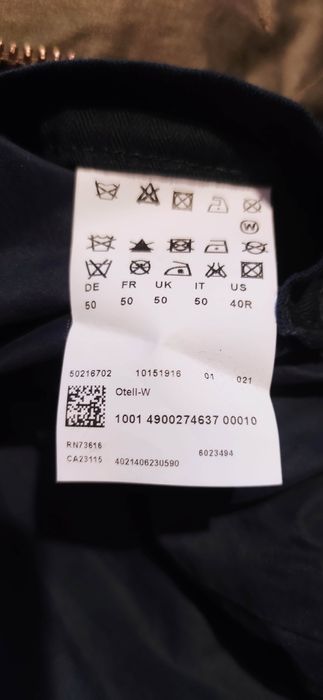 W
DE FR UK IT US
50 50 50 50 40R
50216702 10151916 01 021
Otell-W
1001 4900274637 00010
RN73616 6023494
CA23115 4021406230590